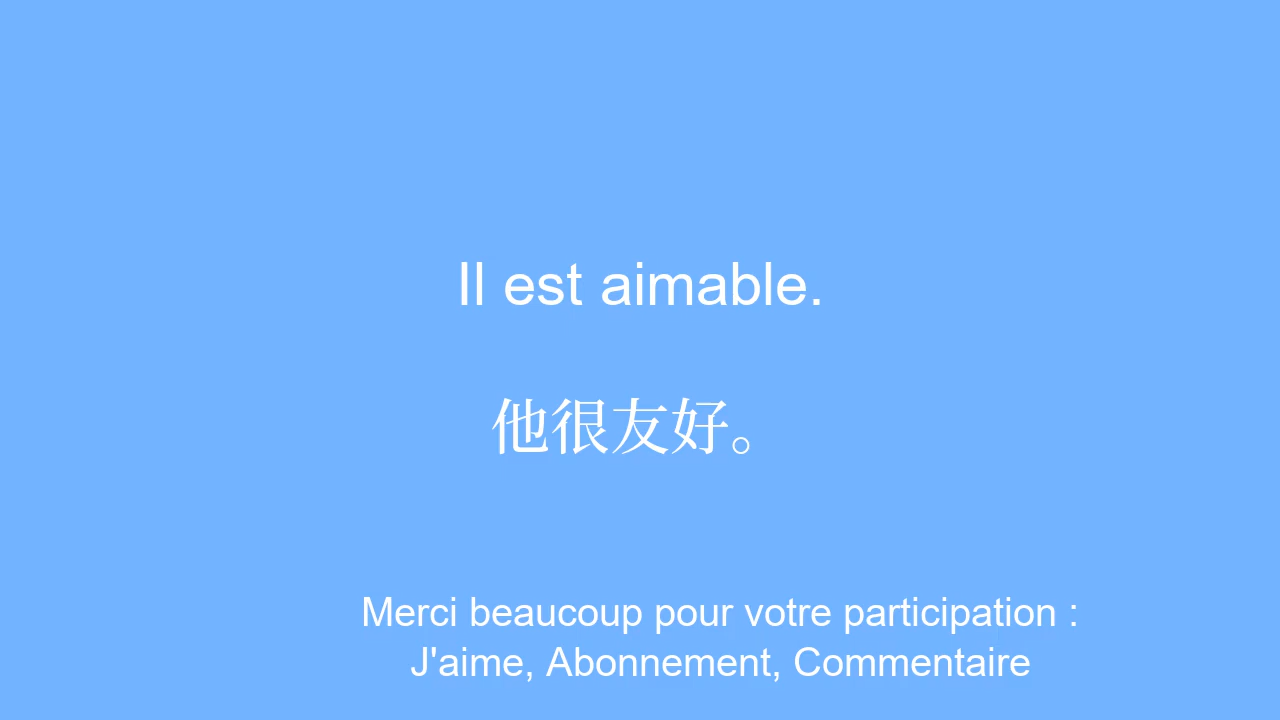 Il est aimable.
他很友好。
Merci beaucoup pour votre participation :
J'aime, Abonnement, Commentaire